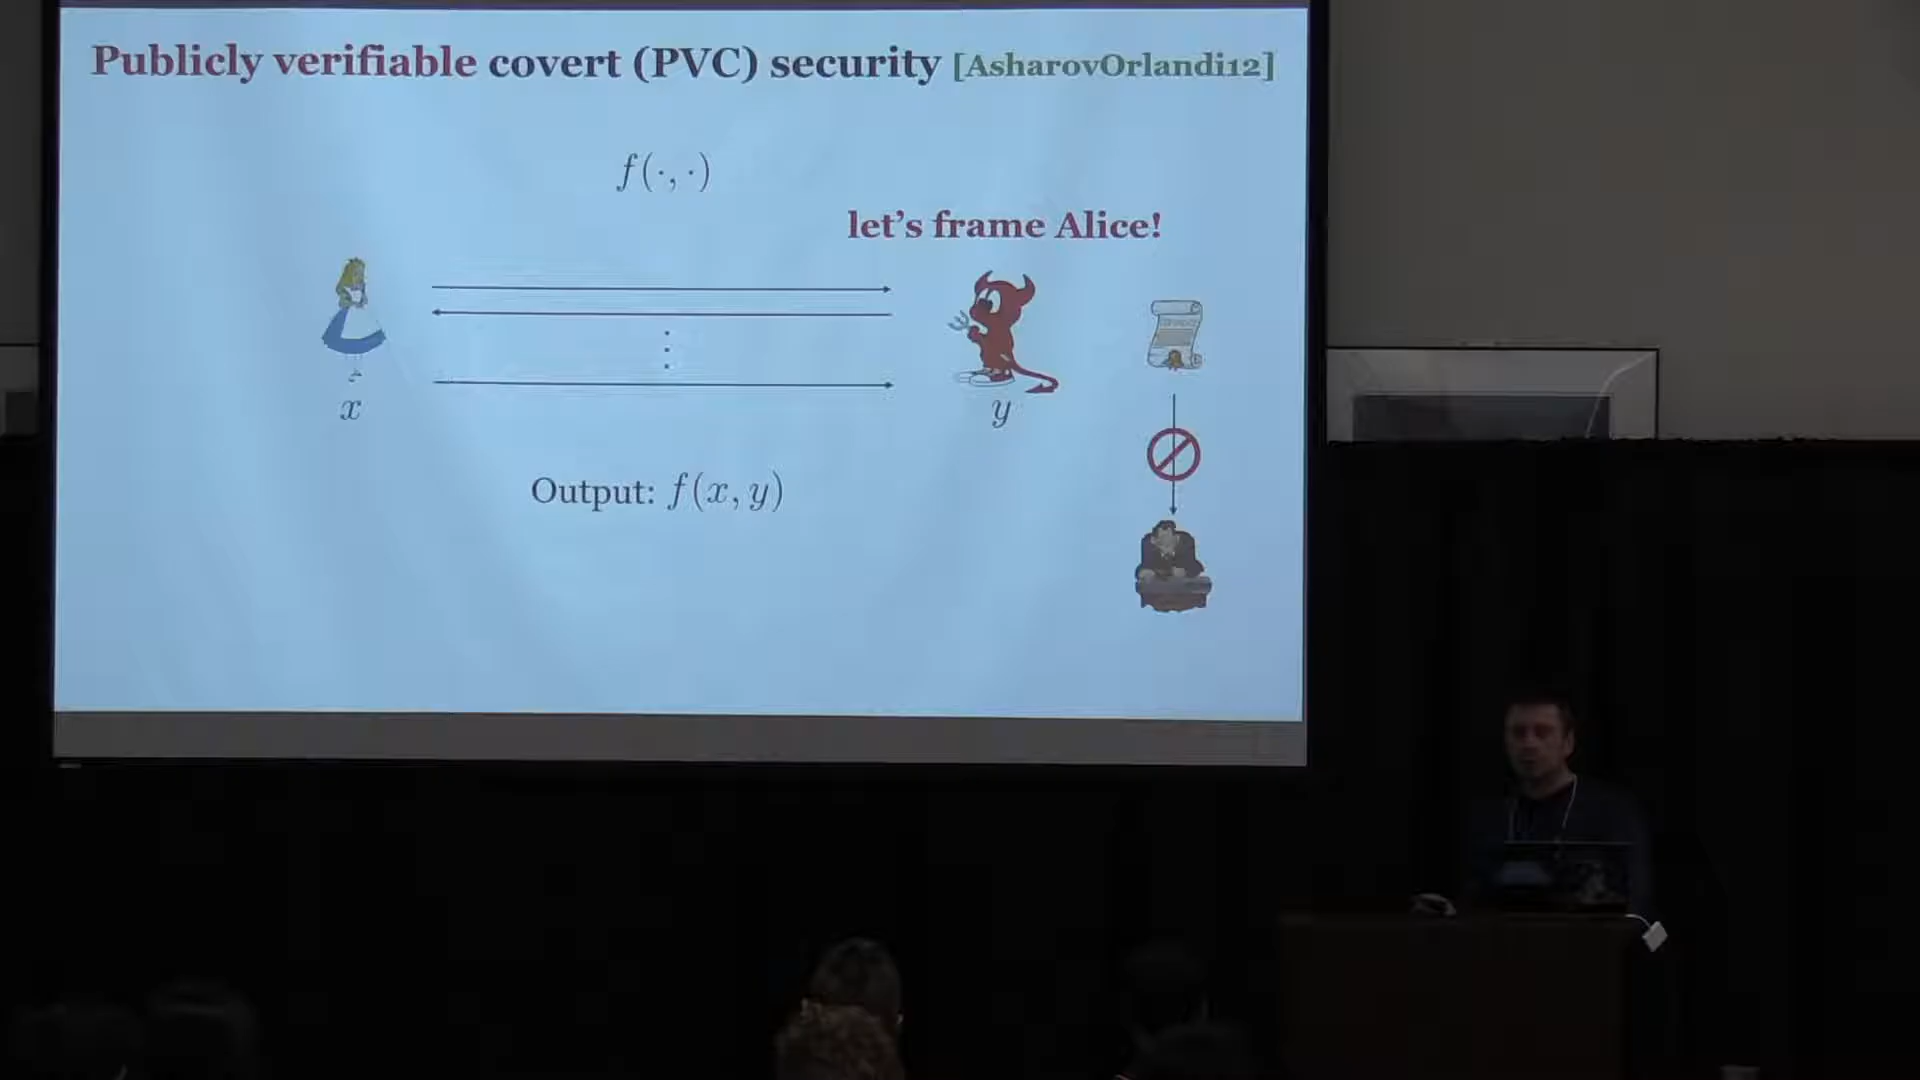 Publicly verifiable covert (PVC) security [AsharovOrlandi12]
f(·, ·)
let's frame Alice!
x
y
Output: f(x, y)